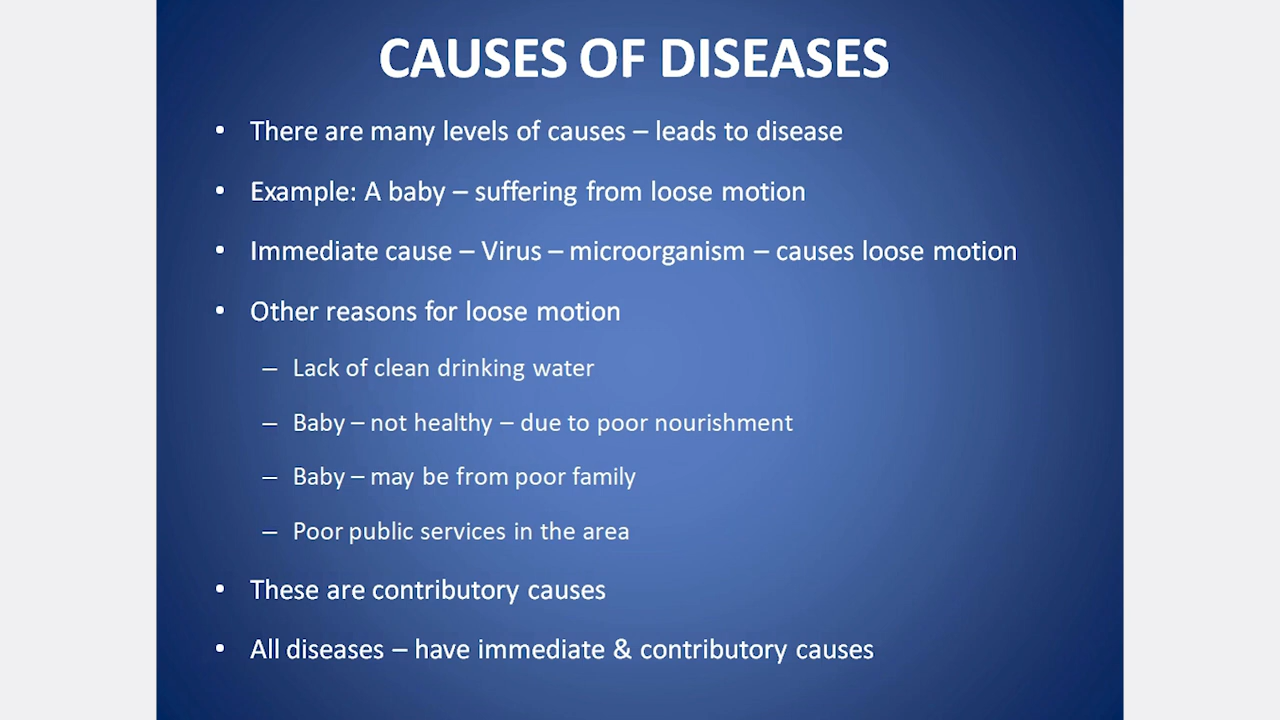 CAUSES OF DISEASES
• There are many levels of causes – leads to disease
• Example: A baby – suffering from loose motion
• Immediate cause – Virus – microorganism – causes loose motion
• Other reasons for loose motion
– Lack of clean drinking water
– Baby – not healthy – due to poor nourishment
– Baby – may be from poor family
– Poor public services in the area
• These are contributory causes
• All diseases – have immediate & contributory causes